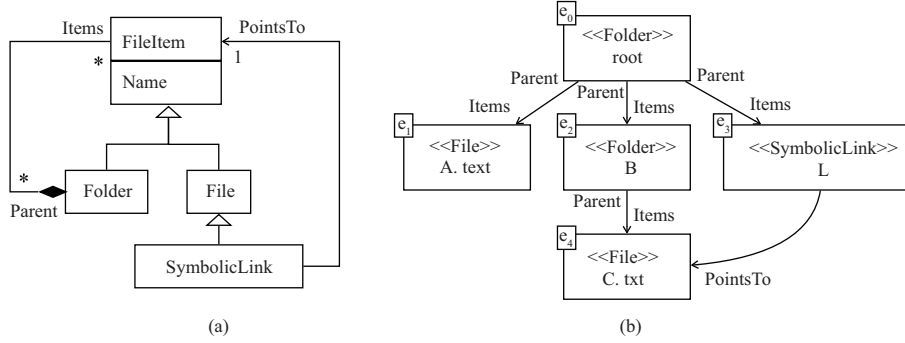 Items
PointsTo
FileItem
*
1
Name
*
Folder
File
Parent
SymbolicLink
(a)
e0
<<Folder>>
root
Parent
Parent
Parent
Items
Items
Items
e1
<<File>>
A. text
e2
<<Folder>>
B
e3
<<SymbolicLink>>
L
Parent
Items
e4
<<File>>
C. txt
PointsTo
(b)